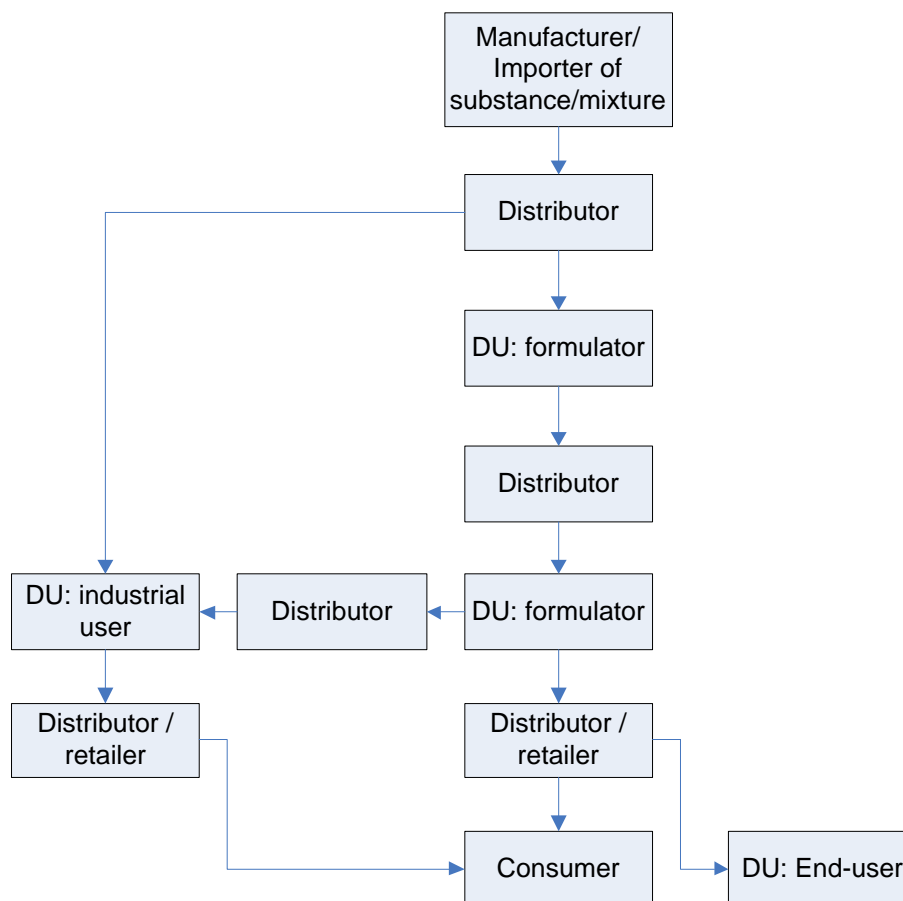 Manufacturer/
Importer of
substance/mixture
Distributor
DU: formulator
Distributor
DU: industrial
user
Distributor
DU: formulator
Distributor /
retailer
Distributor /
retailer
Consumer
DU: End-user